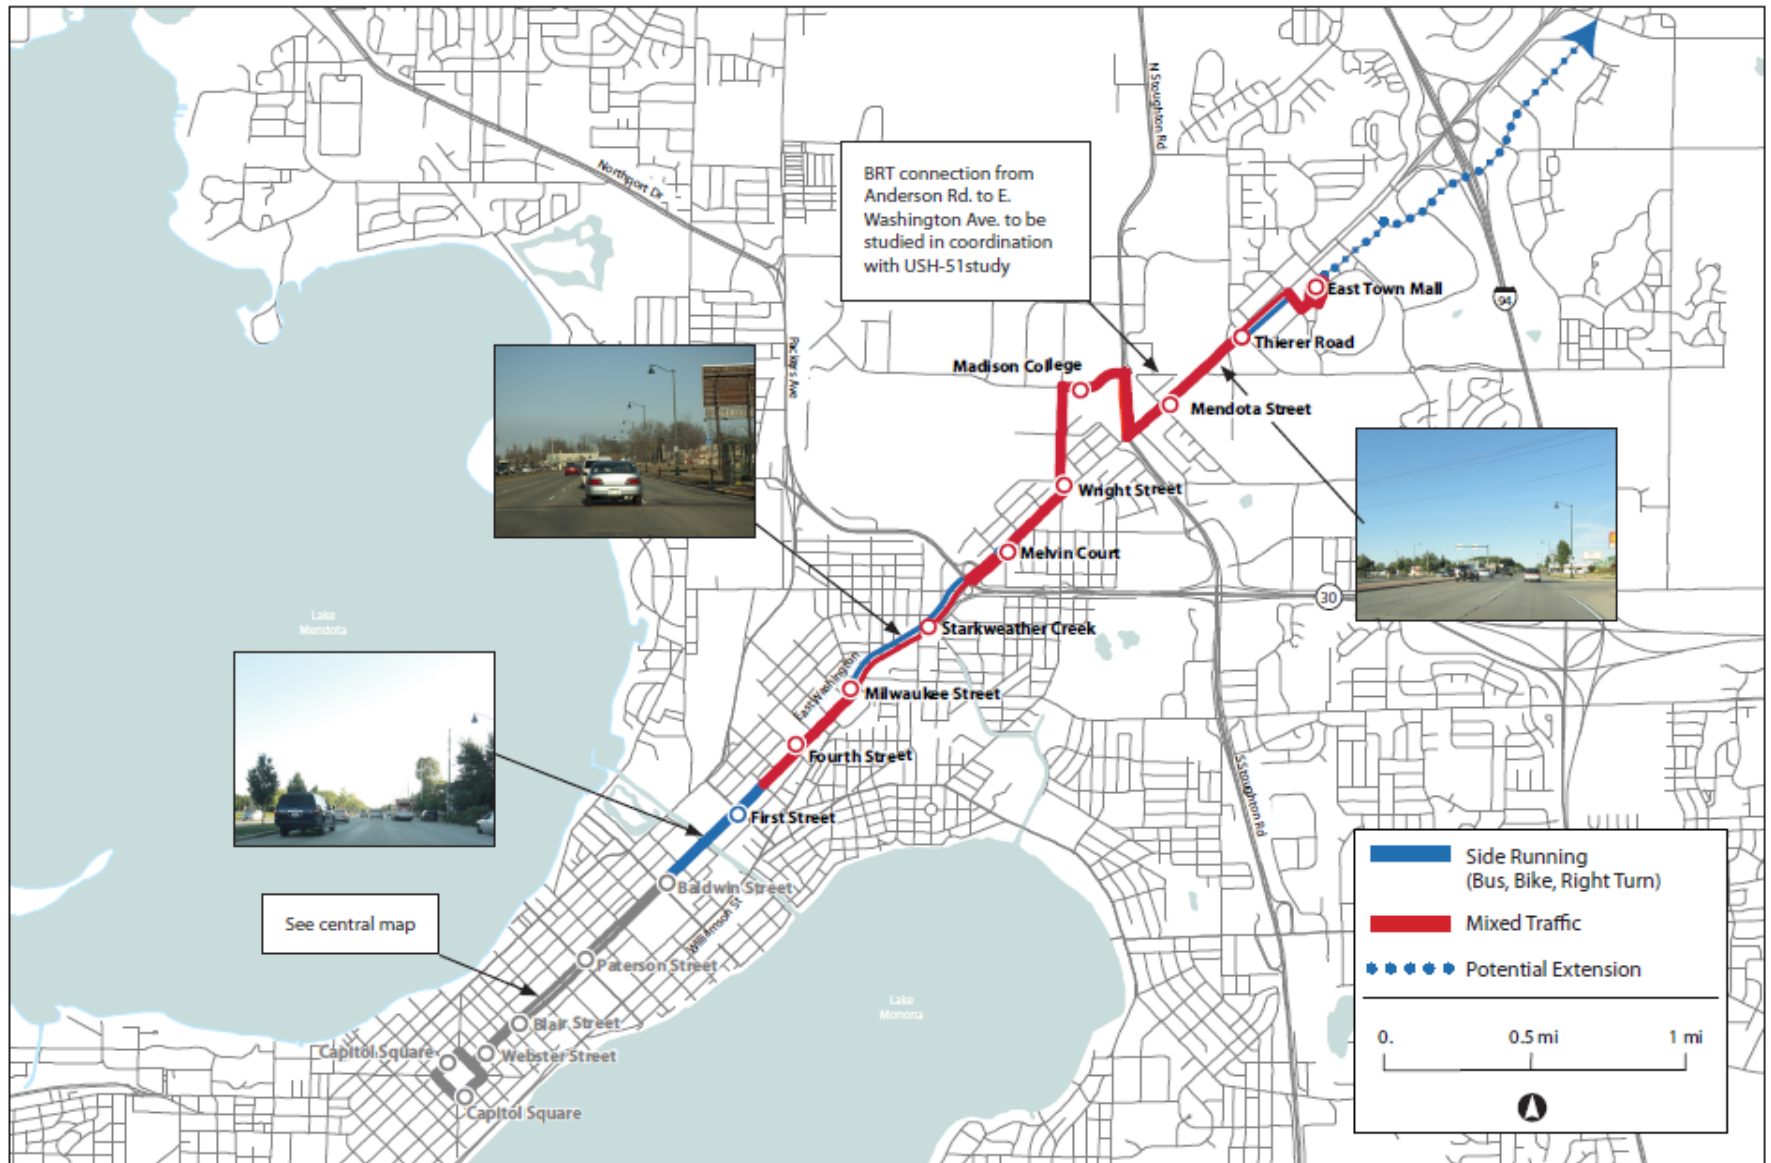 N Stoughton Rd
Northport Dr
BRT connection from
Anderson Rd. to E.
Washington Ave. to be
studied in coordination
with USH-51study
East Town Mall
94
Thierer Road
Packers Ave
Madison College
Mendota Street
Wright Street
Melvin Court
30
Lake
Mendota
Starkweather Creek
East Washington
Milwaukee Street
Fourth Street
First Street
S Stoughton Rd
Side Running
(Bus, Bike, Right Turn)
Mixed Traffic
Potential Extension
0.
0.5 mi
1 mi
Baldwin Street
Williamson St
See central map
Paterson Street
Lake
Monona
Blair Street
Capitol Square
Webster Street
Capitol Square